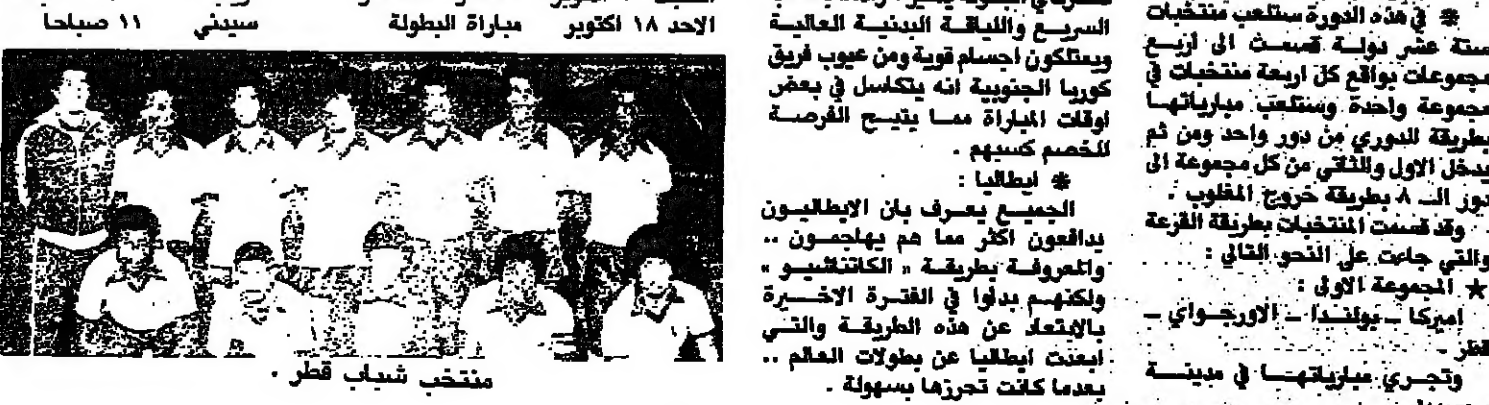 * في هذه الدورة ستلعب منتخبات
ستة عشر دولة قسمت الى أربع
مجموعات بواقع كل اربعة منتخبات في
مجموعة واحدة وستلعب مبارياتها
بطريقة الدوري من دور واحد ومن ثم
يدخل الاول والثاني من كل مجموعة الى
دور الـ ٨ بطريقة خروج المغلوب .
وقد قسمت المنتخبات بطريقة القرعة
والتي جاءت على النحو التالي :
★ المجموعة الاولى :
اميركا ـ بولندا ـ الاورجواي ـ
قطر ـ
وتجري مبارياتها في مدينة
السريع واللياقة البدنية العالية
ويمتلكون اجسام قوية ومن عيوب فريق
كوريا الجنوبية انه يتكاسل في بعض
اوقات المباراة مما يتيح الفرصة
للخصم كسبهم .
* ايطاليا :
الجميع يعرف بان الايطاليون
يدافعون اكثر مما هم يهاجمون ..
والمعروفة بطريقة « الكاتناشيو »
ولكنهم بدلوا في الفترة الاخيرة
بالابتعاد عن هذه الطريقة والتي
ابعدت ايطاليا عن بطولات العالم ..
بعدما كانت تحرزها بسهولة .
الاحد ١٨ اكتوبر مباراة البطولة سيدني ١١ صباحا
منتخب شباب قطر .